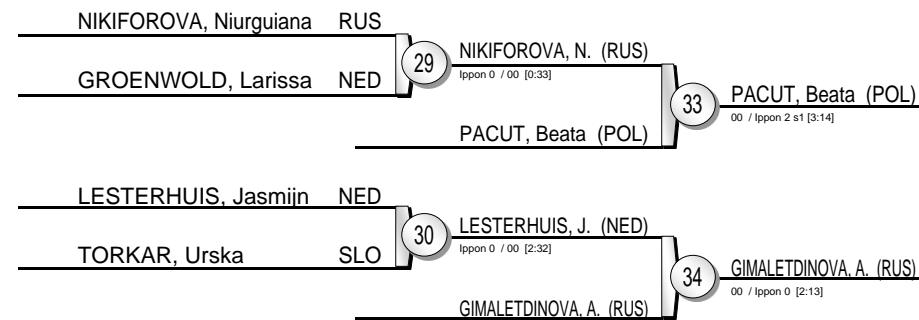 NIKIFOROVA, Niurguiana RUS
GROENWOLD, Larissa NED
29
NIKIFOROVA, N. (RUS)
Ippon 0 / 00 [0:33]
PACUT, Beata (POL)
33
PACUT, Beata (POL)
00 / Ippon 2 s1 [3:14]
LESTERHUIS, Jasmijn NED
TORKAR, Urska SLO
30
LESTERHUIS, J. (NED)
Ippon 0 / 00 [2:32]
GIMALETDINOVA, A. (RUS)
34
GIMALETDINOVA, A. (RUS)
00 / Ippon 0 [2:13]